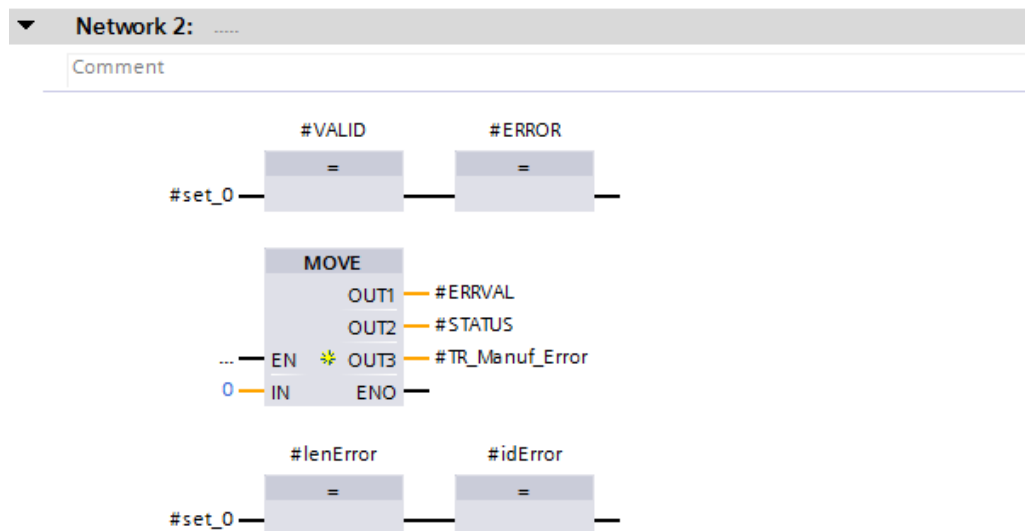 Network 2: .....
Comment
#VALID #ERROR
= =
#set_0
MOVE
OUT1 #ERRVAL
OUT2 #STATUS
... EN OUT3 #TR_Manuf_Error
0 IN ENO
#lenError #idError
= =
#set_0